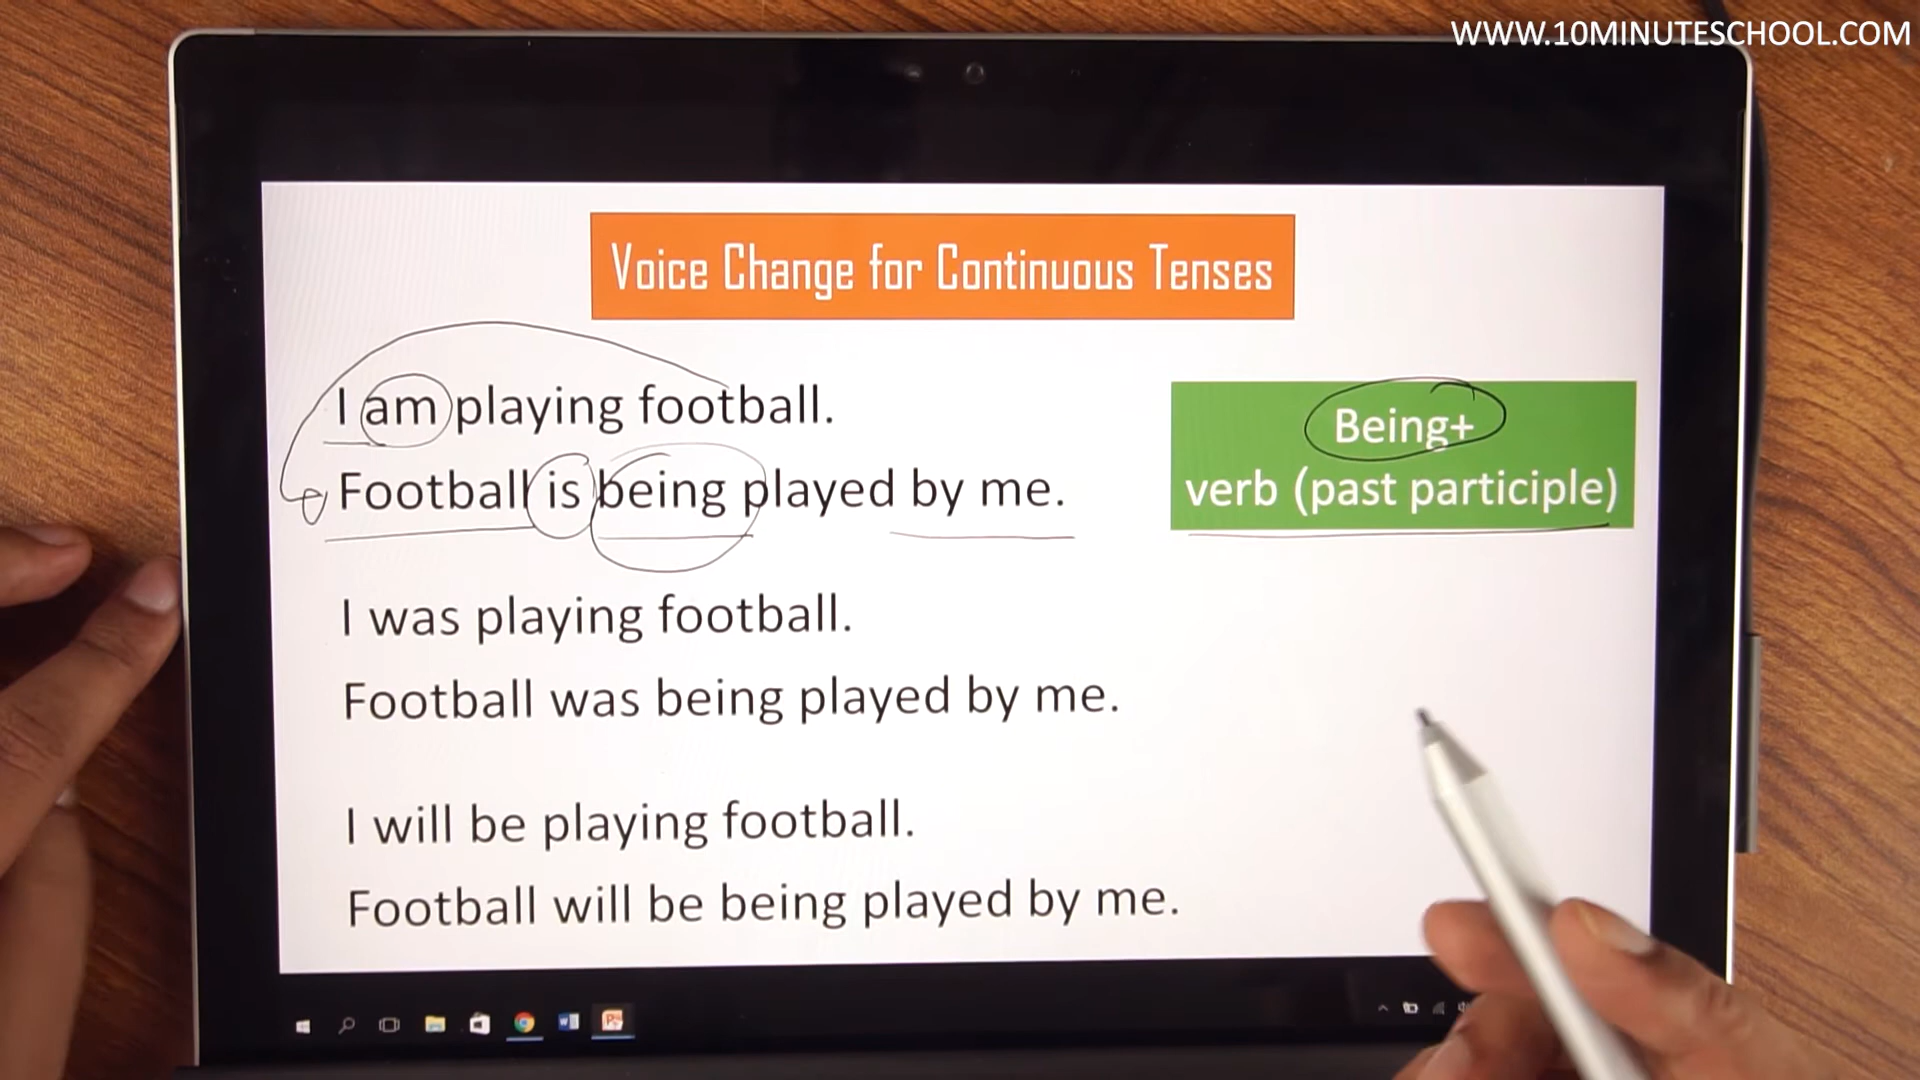 WWW.10MINUTESCHOOL.COM
Voice Change for Continuous Tenses
I am playing football.
Football is being played by me.
Being+
verb (past participle)
I was playing football.
Football was being played by me.
I will be playing football.
Football will be being played by me.